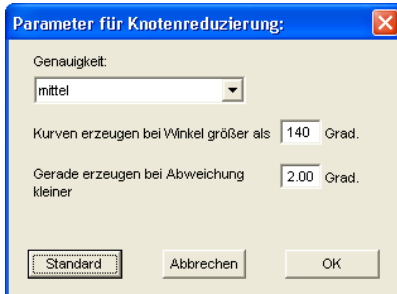 Parameter für Knotenreduzierung:
Genauigkeit:
mittel
Kurven erzeugen bei Winkel größer als 140 Grad.
Gerade erzeugen bei Abweichung kleiner 2.00 Grad.
Standard Abbrechen OK